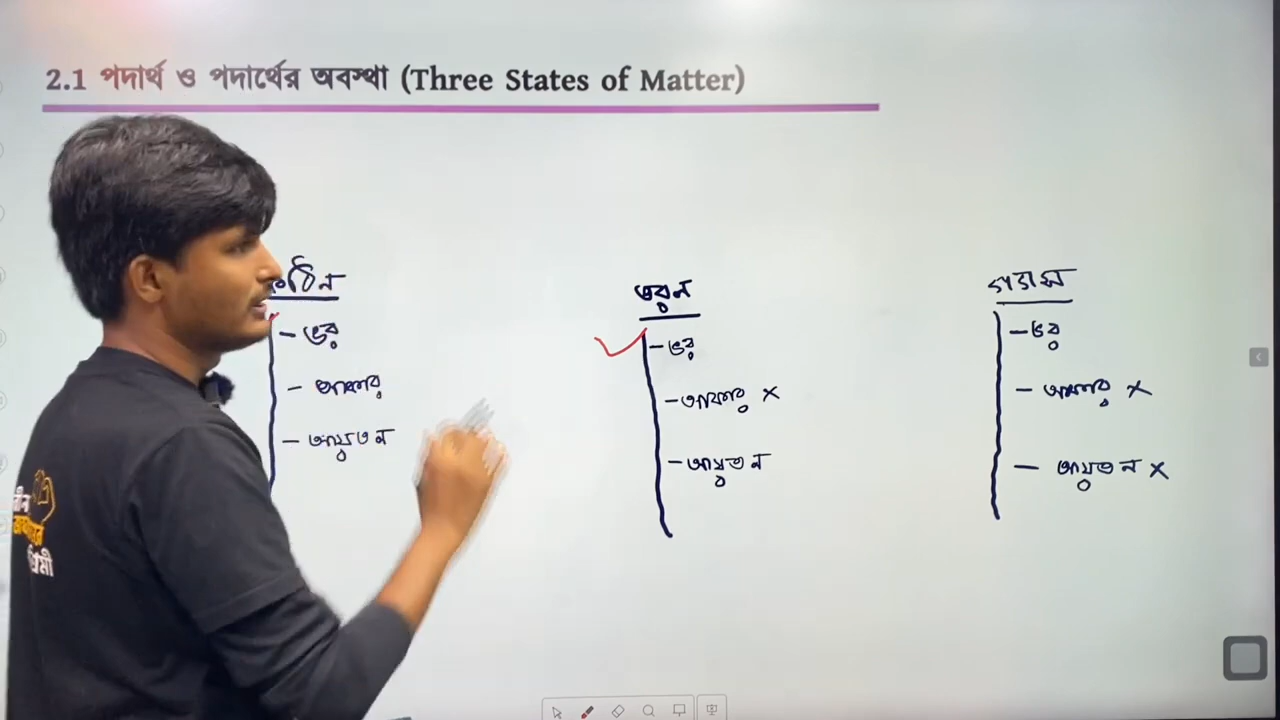 2.1 পদার্থ ও পদার্থের অবস্থা (Three States of Matter)
কঠিন
- ভর
- আকার
- আয়তন
তরল
- ভর
- আকার ×
- আয়তন
গ্যাস
- ভর
- আকার ×
- আয়তন ×